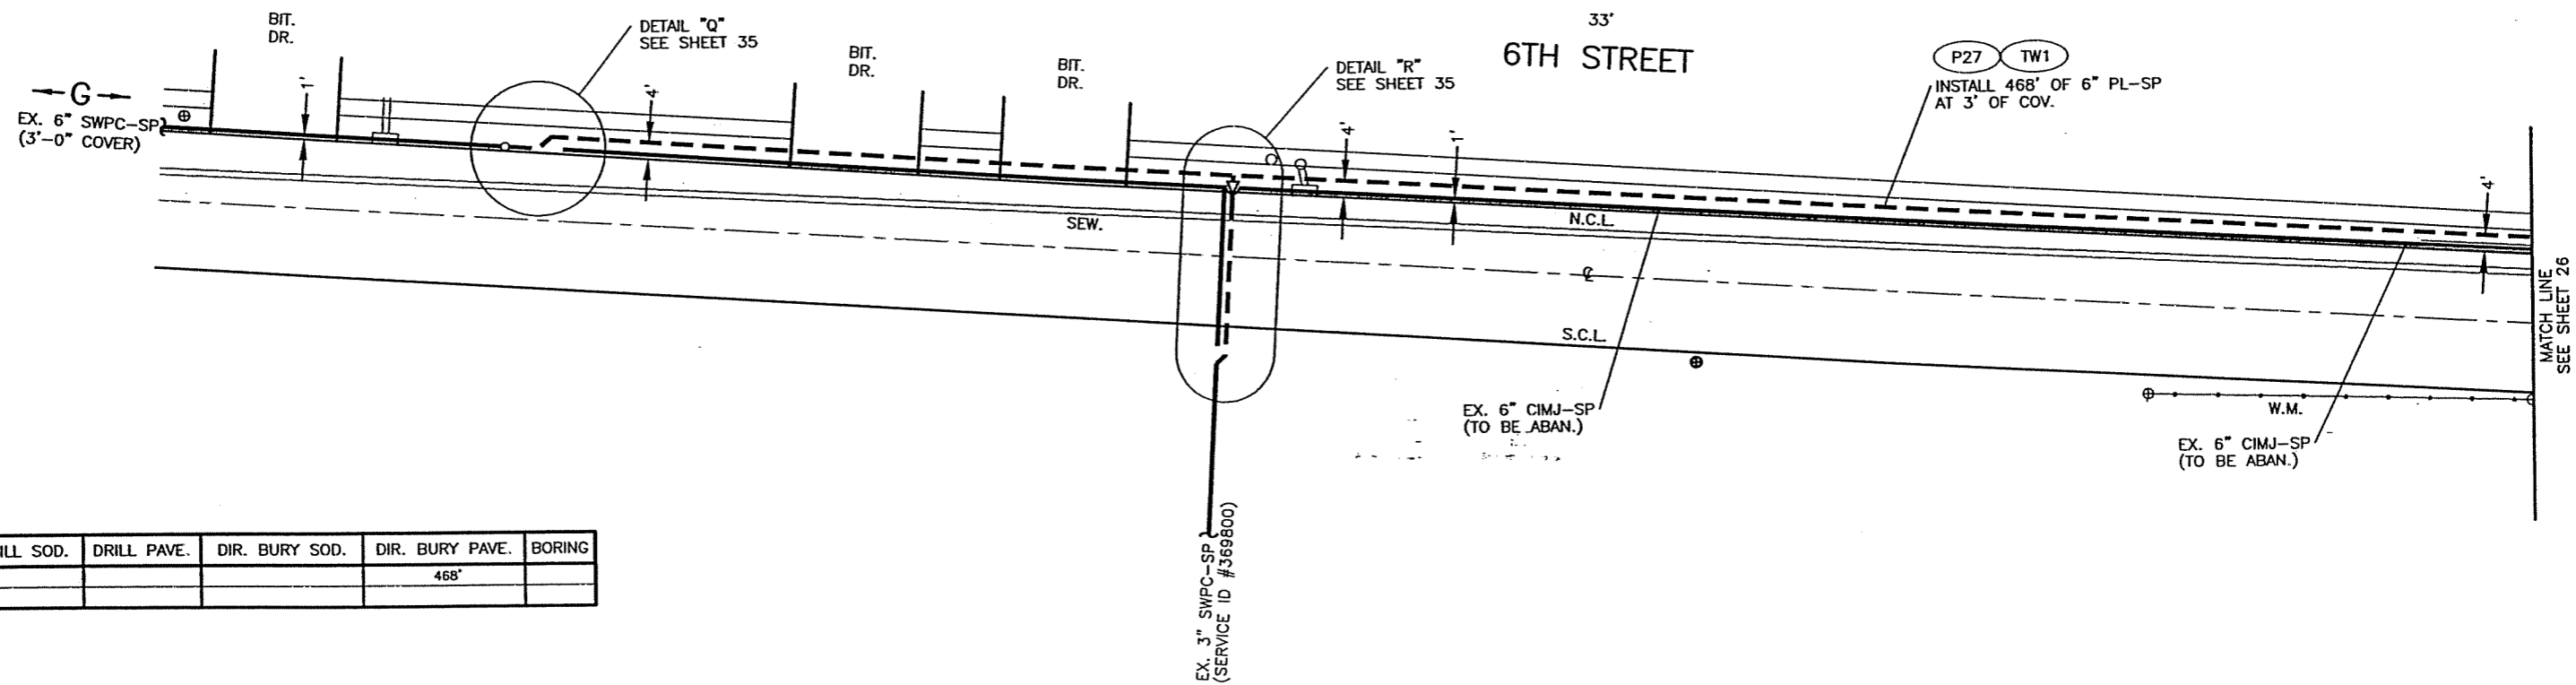 BIT.
DR.
DETAIL "Q"
SEE SHEET 35
BIT.
DR.
BIT.
DR.
DETAIL "R"
SEE SHEET 35
33'
6TH STREET
P27 TW1
INSTALL 468' OF 6" PL-SP
AT 3' OF COV.
G
EX. 6" SWPC-SP
(3'-0" COVER)
1'
4'
4'
1'
4'
SEW.
N.C.L.
℄
S.C.L.
MATCH LINE
SEE SHEET 26
EX. 6" CIMJ-SP
(TO BE ABAN.)
W.M.
EX. 6" CIMJ-SP
(TO BE ABAN.)
EX. 3" SWPC-SP
(SERVICE ID #369800)
ILL SOD. DRILL PAVE. DIR. BURY SOD. DIR. BURY PAVE. BORING
468'